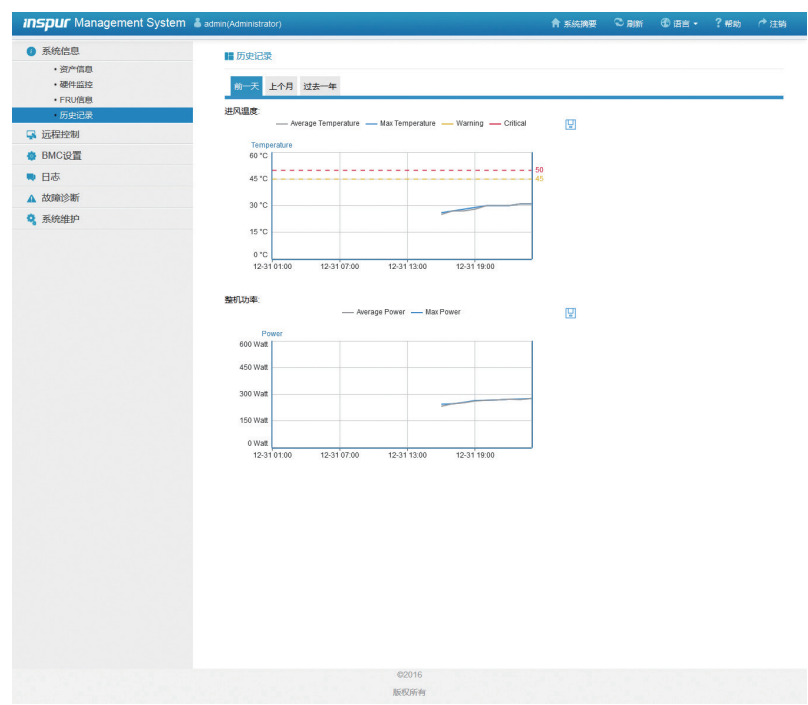 inspur Management System admin(Administrator) 系统摘要 刷新 语言 ? 帮助 注销
系统信息
• 资产信息
• 硬件监控
• FRU信息
• 历史记录
远程控制
BMC设置
日志
故障诊断
系统维护
历史记录
前一天 上个月 过去一年
进风温度:
Average Temperature Max Temperature Warning Critical
Temperature
60 °C
50
45 °C
45
30 °C
15 °C
0 °C
12-31 01:00 12-31 07:00 12-31 13:00 12-31 19:00
整机功率:
Average Power Max Power
Power
600 Watt
450 Watt
300 Watt
150 Watt
0 Watt
12-31 01:00 12-31 07:00 12-31 13:00 12-31 19:00
©2016
版权所有